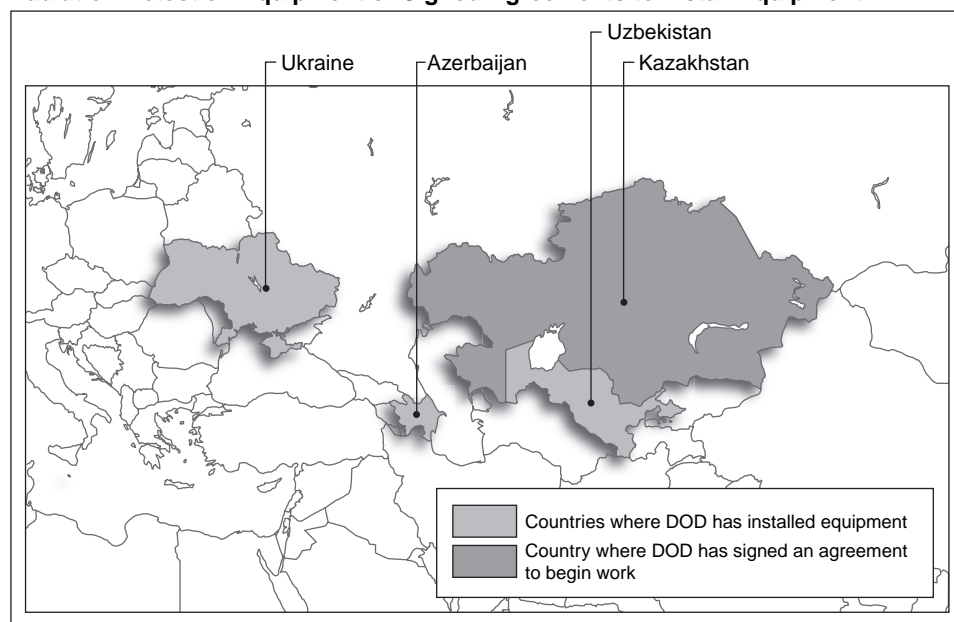 Uzbekistan
Ukraine Azerbaijan Kazakhstan
Countries where DOD has installed equipment
Country where DOD has signed an agreement
to begin work